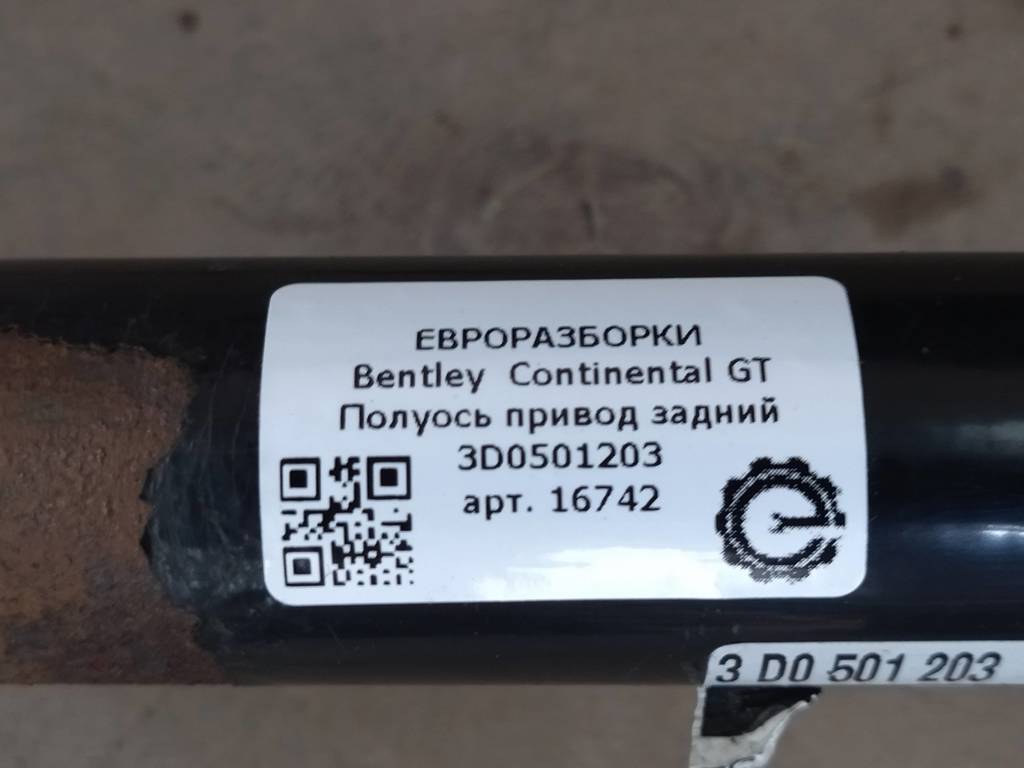 ЕВРОРАЗБОРКИ
Bentley Continental GT
Полуось привод задний
3D0501203
арт. 16742
3 D0 501 203